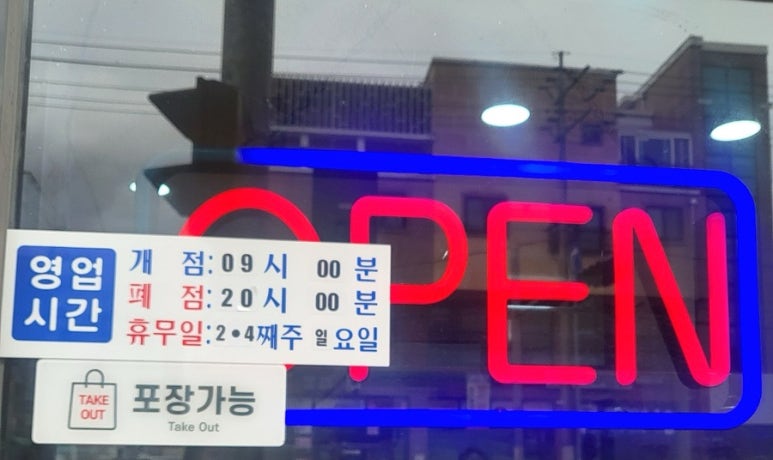 OPEN
영업
시간
개 점: 09 시 00 분
폐 점: 20 시 00 분
휴무일: 2•4째주 일요일
TAKE
OUT
포장가능
Take Out